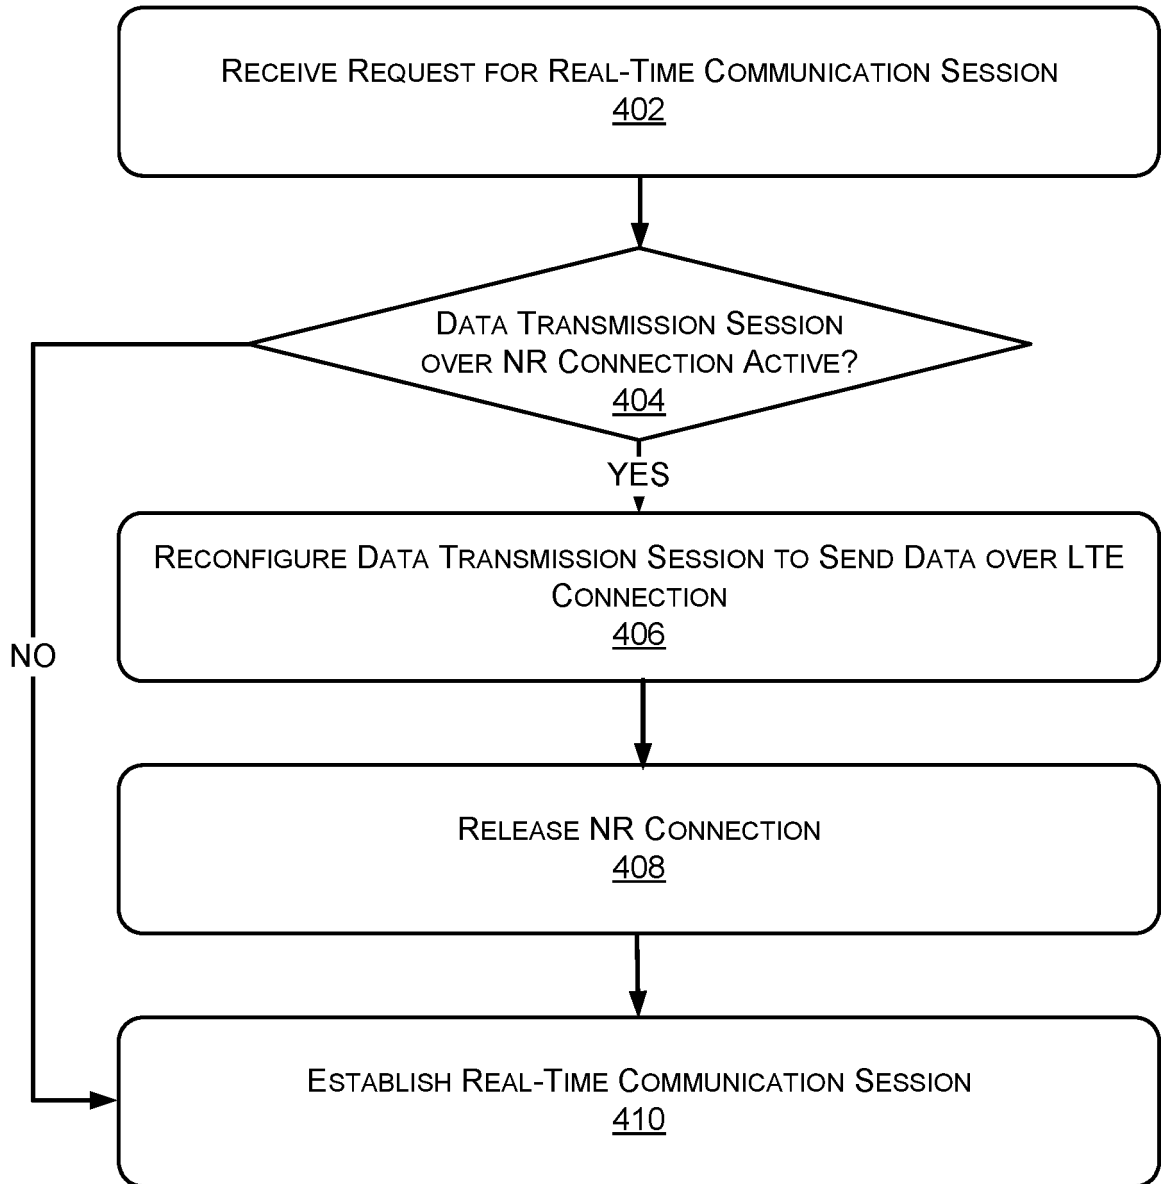 RECEIVE REQUEST FOR REAL-TIME COMMUNICATION SESSION
402
DATA TRANSMISSION SESSION
OVER NR CONNECTION ACTIVE?
404
YES
RECONFIGURE DATA TRANSMISSION SESSION TO SEND DATA OVER LTE
CONNECTION
406
NO
RELEASE NR CONNECTION
408
ESTABLISH REAL-TIME COMMUNICATION SESSION
410